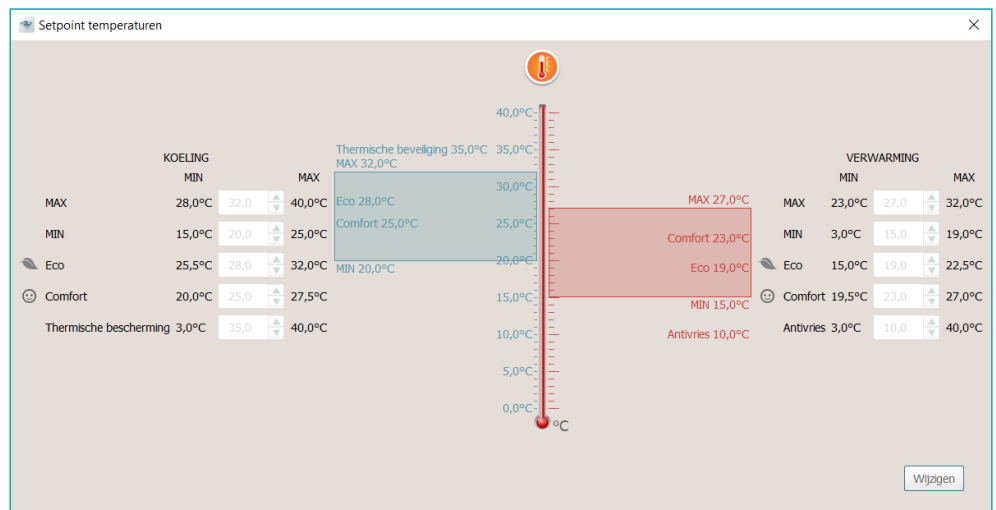 Setpoint temperaturen
KOELING
MIN MAX
MAX 28,0°C 32,0 40,0°C
MIN 15,0°C 20,0 25,0°C
Eco 25,5°C 28,0 32,0°C
Comfort 20,0°C 25,0 27,5°C
Thermische bescherming 3,0°C 35,0 40,0°C
Thermische beveiliging 35,0°C
MAX 32,0°C
Eco 28,0°C
Comfort 25,0°C
MIN 20,0°C
40,0°C
35,0°C
30,0°C
25,0°C
20,0°C
15,0°C
10,0°C
5,0°C
0,0°C
°C
MAX 27,0°C
Comfort 23,0°C
Eco 19,0°C
MIN 15,0°C
Antivries 10,0°C
VERWARMING
MIN MAX
MAX 23,0°C 27,0 32,0°C
MIN 3,0°C 15,0 19,0°C
Eco 15,0°C 19,0 22,5°C
Comfort 19,5°C 23,0 27,0°C
Antivries 3,0°C 10,0 40,0°C
Wijzigen